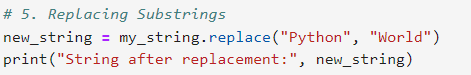 # 5. Replacing Substrings
new_string = my_string.replace("Python", "World")
print("String after replacement:", new_string)